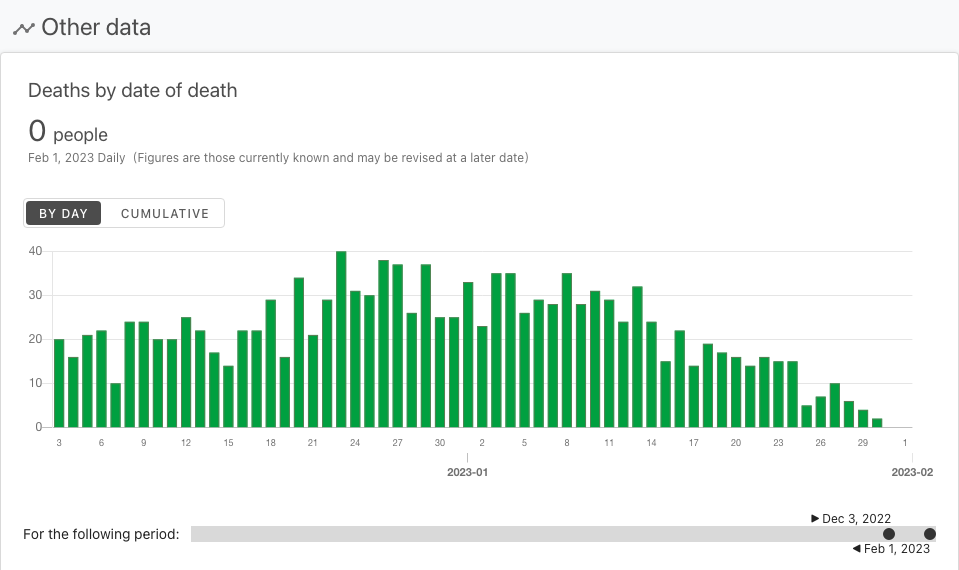 Other data
Deaths by date of death
0 people
Feb 1, 2023 Daily (Figures are those currently known and may be revised at a later date)
BY DAY CUMULATIVE
40
30
20
10
0
3 6 9 12 15 18 21 24 27 30 2 5 8 11 14 17 20 23 26 29 1
2023-01 2023-02
▶ Dec 3, 2022
For the following period:
◀ Feb 1, 2023